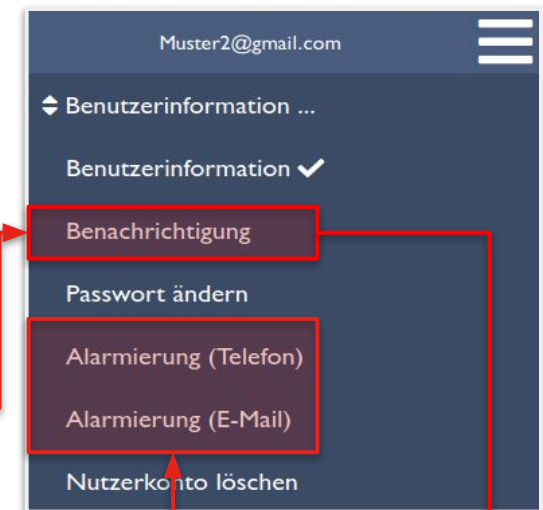 Muster2@gmail.com
Benutzerinformation ...
Benutzerinformation
Benachrichtigung
Passwort ändern
Alarmierung (Telefon)
Alarmierung (E-Mail)
Nutzerkonto löschen